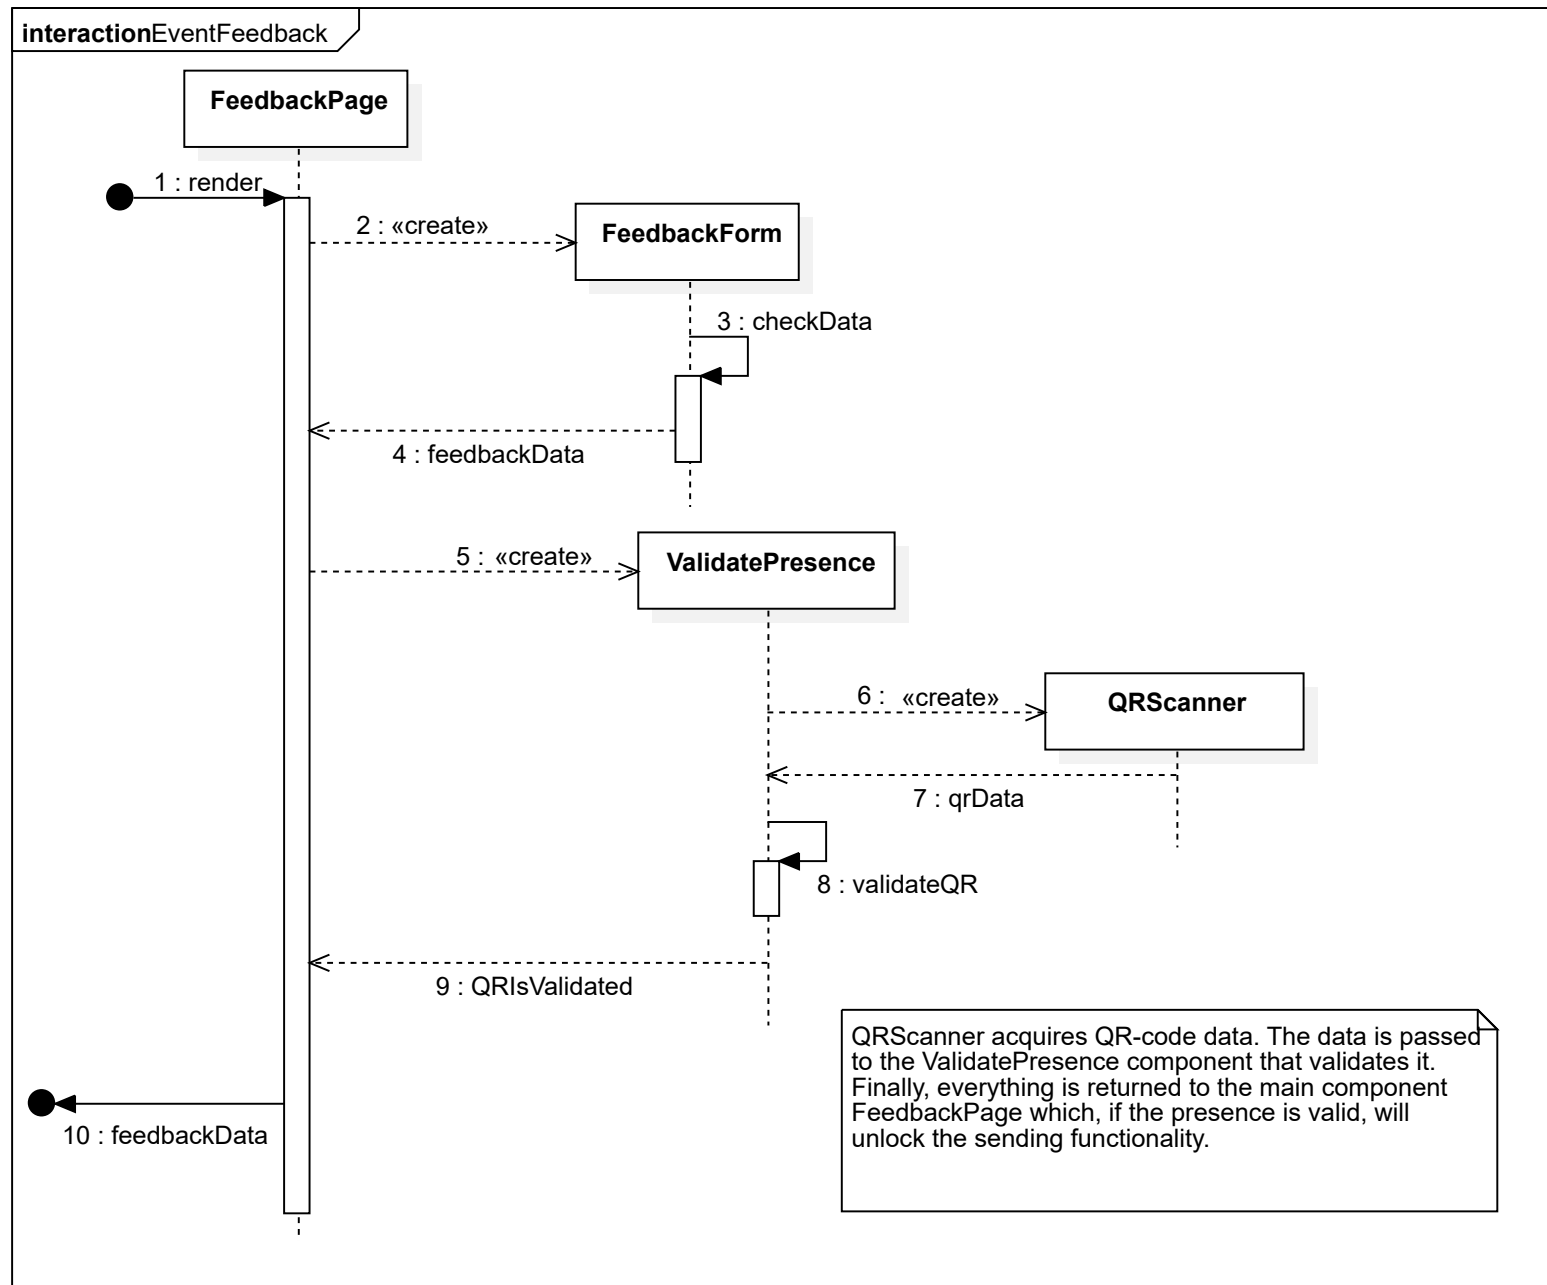 interactionEventFeedback
FeedbackPage
1 : render
2 : «create»
FeedbackForm
3 : checkData
4 : feedbackData
5 : «create»
ValidatePresence
6 : «create»
QRScanner
7 : qrData
8 : validateQR
9 : QRIsValidated
QRScanner acquires QR-code data. The data is passed
to the ValidatePresence component that validates it.
Finally, everything is returned to the main component
FeedbackPage which, if the presence is valid, will
unlock the sending functionality.
10 : feedbackData